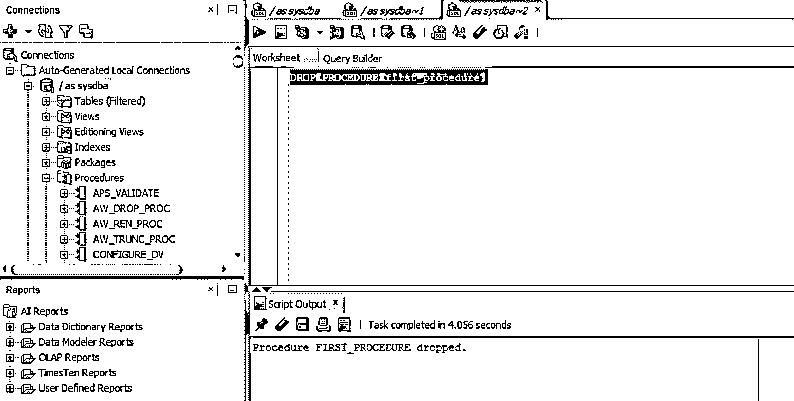 Connections
Connections
Auto-Generated Local Connections
/ as sysdba
Tables (Filtered)
Views
Editioning Views
Indexes
Packages
Procedures
APS_VALIDATE
AW_DROP_PROC
AW_REN_PROC
AW_TRUNC_PROC
CONFIGURE_DV
Reports
All Reports
Data Dictionary Reports
Data Modeler Reports
OLAP Reports
TimesTen Reports
User Defined Reports
/ as sysdba / as sysdba~1 / as sysdba~2
Worksheet Query Builder
DROP PROCEDURE first_procedure;
Script Output
Task completed in 4.056 seconds
Procedure FIRST_PROCEDURE dropped.